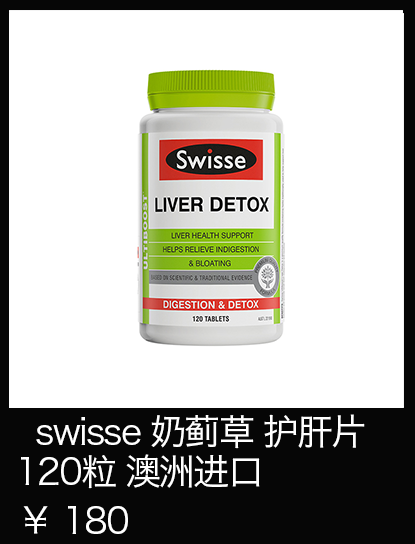 Swisse
ULTIBOOST
LIVER DETOX
LIVER HEALTH SUPPORT
HELPS RELIEVE INDIGESTION
& BLOATING
BASED ON SCIENTIFIC & TRADITIONAL EVIDENCE
DIGESTION & DETOX
120 TABLETS
swisse 奶蓟草 护肝片
120粒 澳洲进口
¥ 180